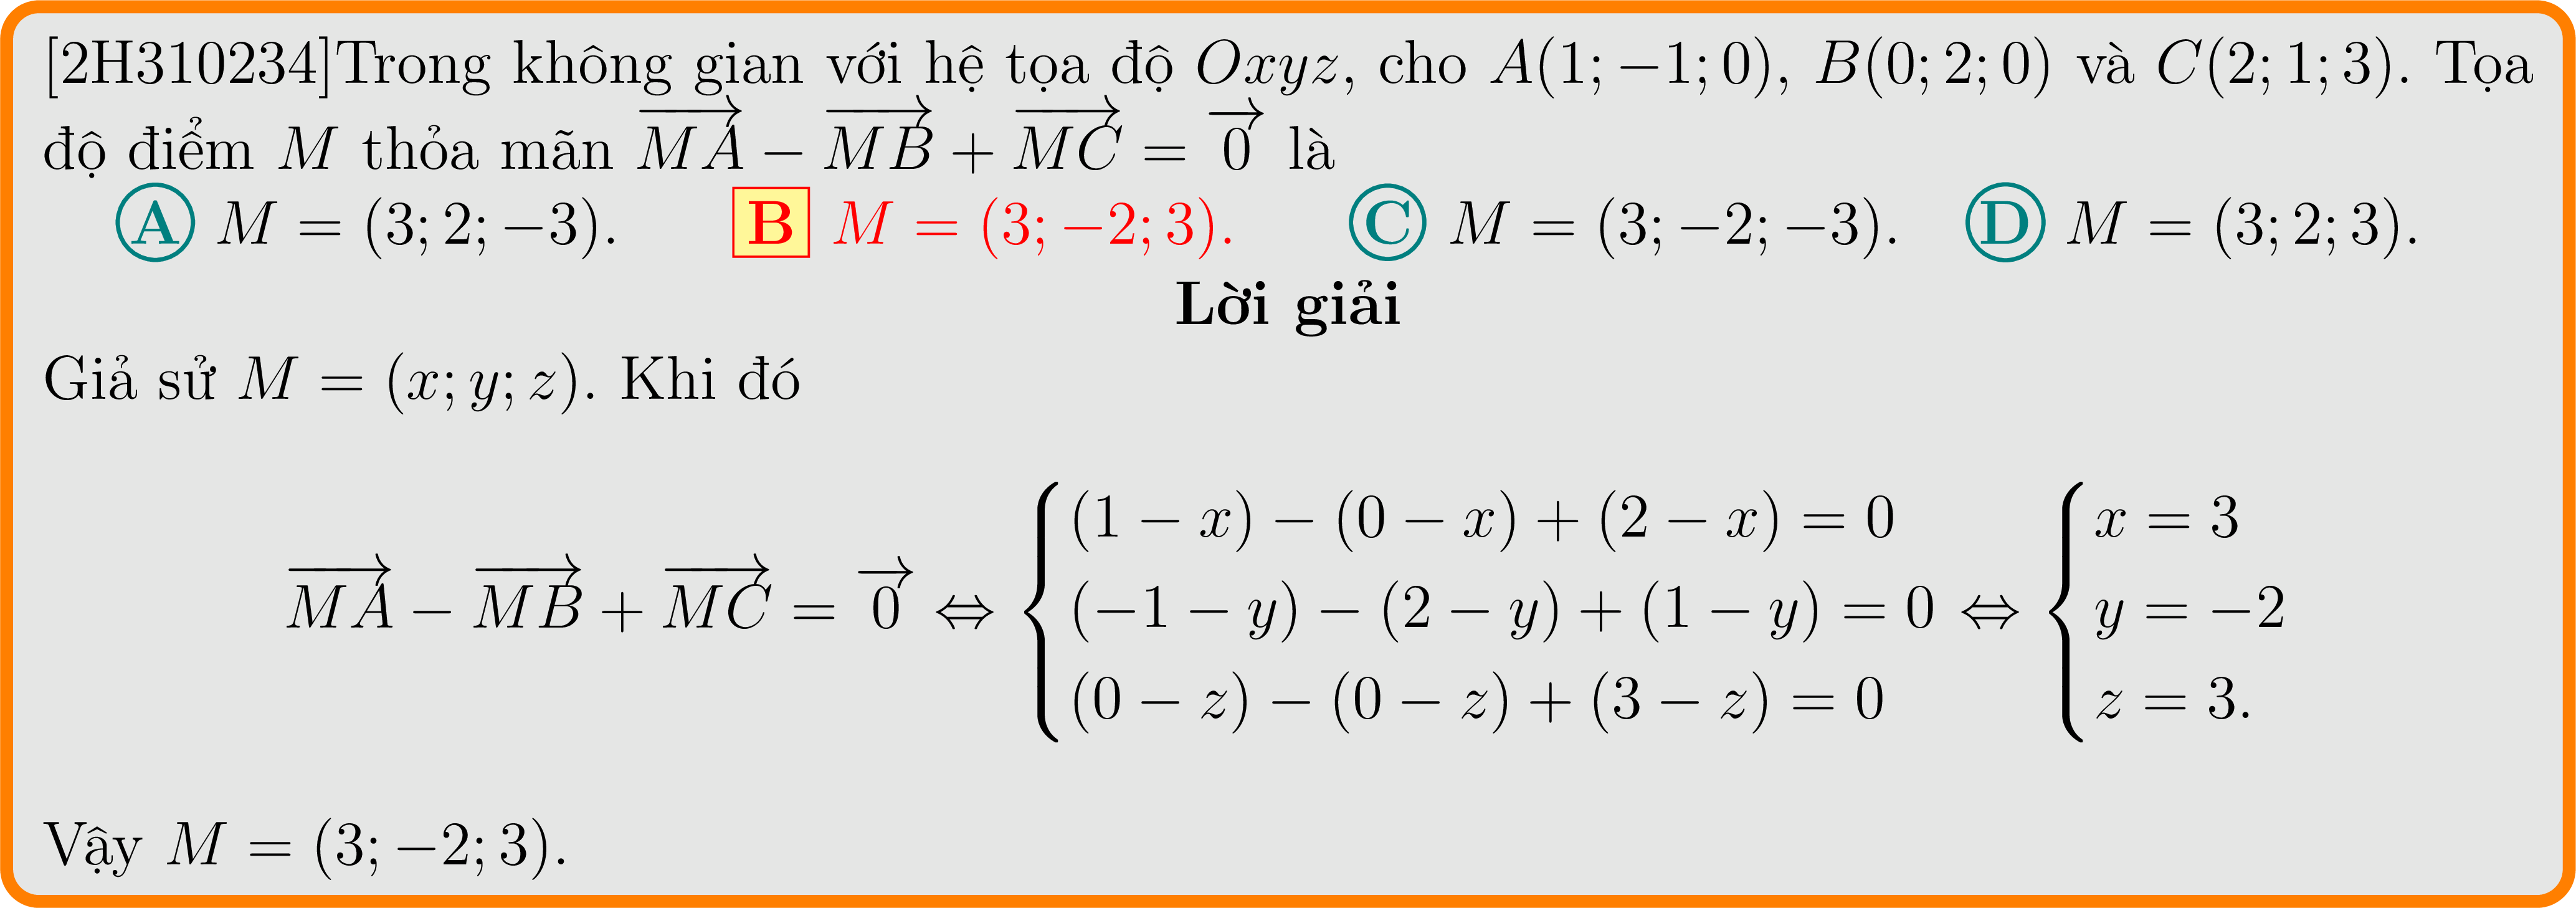 [2H310234]Trong không gian với hệ tọa độ Oxyz, cho A(1; −1; 0), B(0; 2; 0) và C(2; 1; 3). Tọa
độ điểm M thỏa mãn $\overrightarrow{MA} - \overrightarrow{MB} + \overrightarrow{MC} = \overrightarrow{0}$ là
A M = (3; 2; −3). B M = (3; −2; 3). C M = (3; −2; −3). D M = (3; 2; 3).
Lời giải
Giả sử M = (x; y; z). Khi đó
$\overrightarrow{MA} - \overrightarrow{MB} + \overrightarrow{MC} = \overrightarrow{0} \Leftrightarrow \begin{cases} (1 - x) - (0 - x) + (2 - x) = 0 \\ (-1 - y) - (2 - y) + (1 - y) = 0 \\ (0 - z) - (0 - z) + (3 - z) = 0 \end{cases} \Leftrightarrow \begin{cases} x = 3 \\ y = -2 \\ z = 3. \end{cases}$
Vậy M = (3; −2; 3).